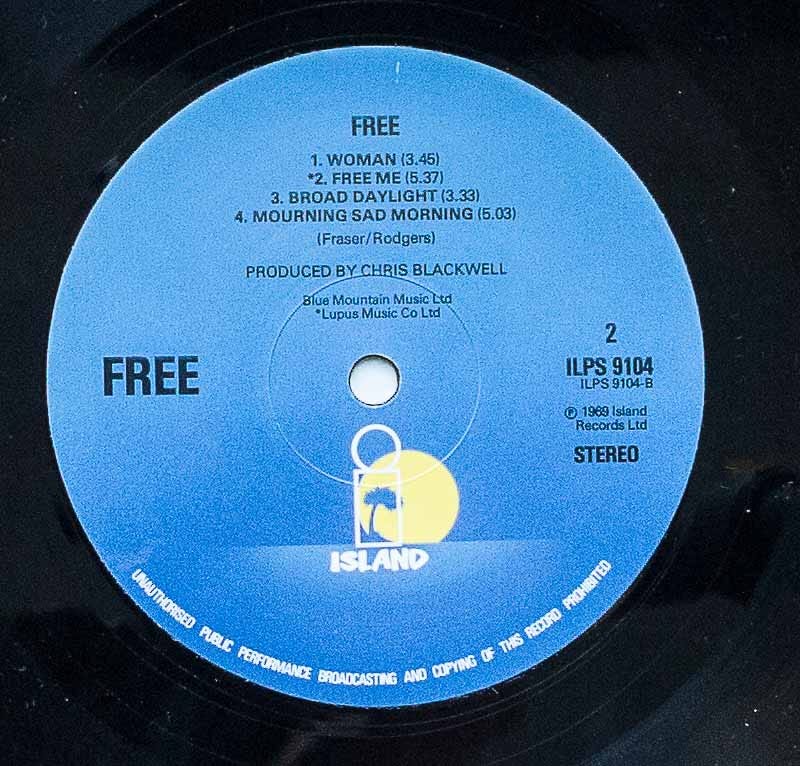 FREE
1. WOMAN (3.45)
*2. FREE ME (5.37)
3. BROAD DAYLIGHT (3.33)
4. MOURNING SAD MORNING (5.03)
(Fraser/Rodgers)
PRODUCED BY CHRIS BLACKWELL
Blue Mountain Music Ltd
*Lupus Music Co Ltd
FREE
2
ILPS 9104
ILPS 9104-B
℗ 1969 Island
Records Ltd
STEREO
ISLAND
UNAUTHORISED PUBLIC PERFORMANCE BROADCASTING AND COPYING OF THIS RECORD PROHIBITED